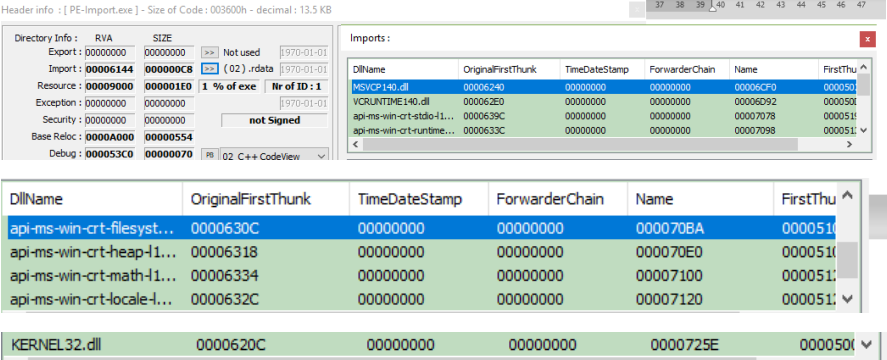 Header info : [ PE-Import.exe ] - Size of Code : 003600h - decimal : 13.5 KB
37 38 39 40 41 42 43 44 45 46 47
Directory Info : RVA SIZE
Export : 00000000 00000000 >> Not used 1970-01-01
Import : 00006144 000000C8 >> ( 02 ) .rdata 1970-01-01
Resource : 00009000 000001E0 1 % of exe Nr of ID : 1
Exception : 00000000 00000000 1970-01-01
Security : 00000000 00000000 not Signed
Base Reloc : 0000A000 00000554
Debug : 000053C0 00000070 PB 02 C++ CodeView
Imports : x
DllName OriginalFirstThunk TimeDateStamp ForwarderChain Name FirstThu
MSVCP140.dll 00006240 00000000 00000000 00006CF0 000050
VCRUNTIME140.dll 000062E0 00000000 00000000 00006D92 000050
api-ms-win-crt-stdio-l1... 0000639C 00000000 00000000 00007078 000051
api-ms-win-crt-runtime... 0000633C 00000000 00000000 00007098 000051
DllName OriginalFirstThunk TimeDateStamp ForwarderChain Name FirstThu
api-ms-win-crt-filesyst... 0000630C 00000000 00000000 000070BA 000051
api-ms-win-crt-heap-l1... 00006318 00000000 00000000 000070E0 000051
api-ms-win-crt-math-l1... 00006334 00000000 00000000 00007100 000051
api-ms-win-crt-locale-l... 0000632C 00000000 00000000 00007120 000051
KERNEL32.dll 0000620C 00000000 00000000 0000725E 000050